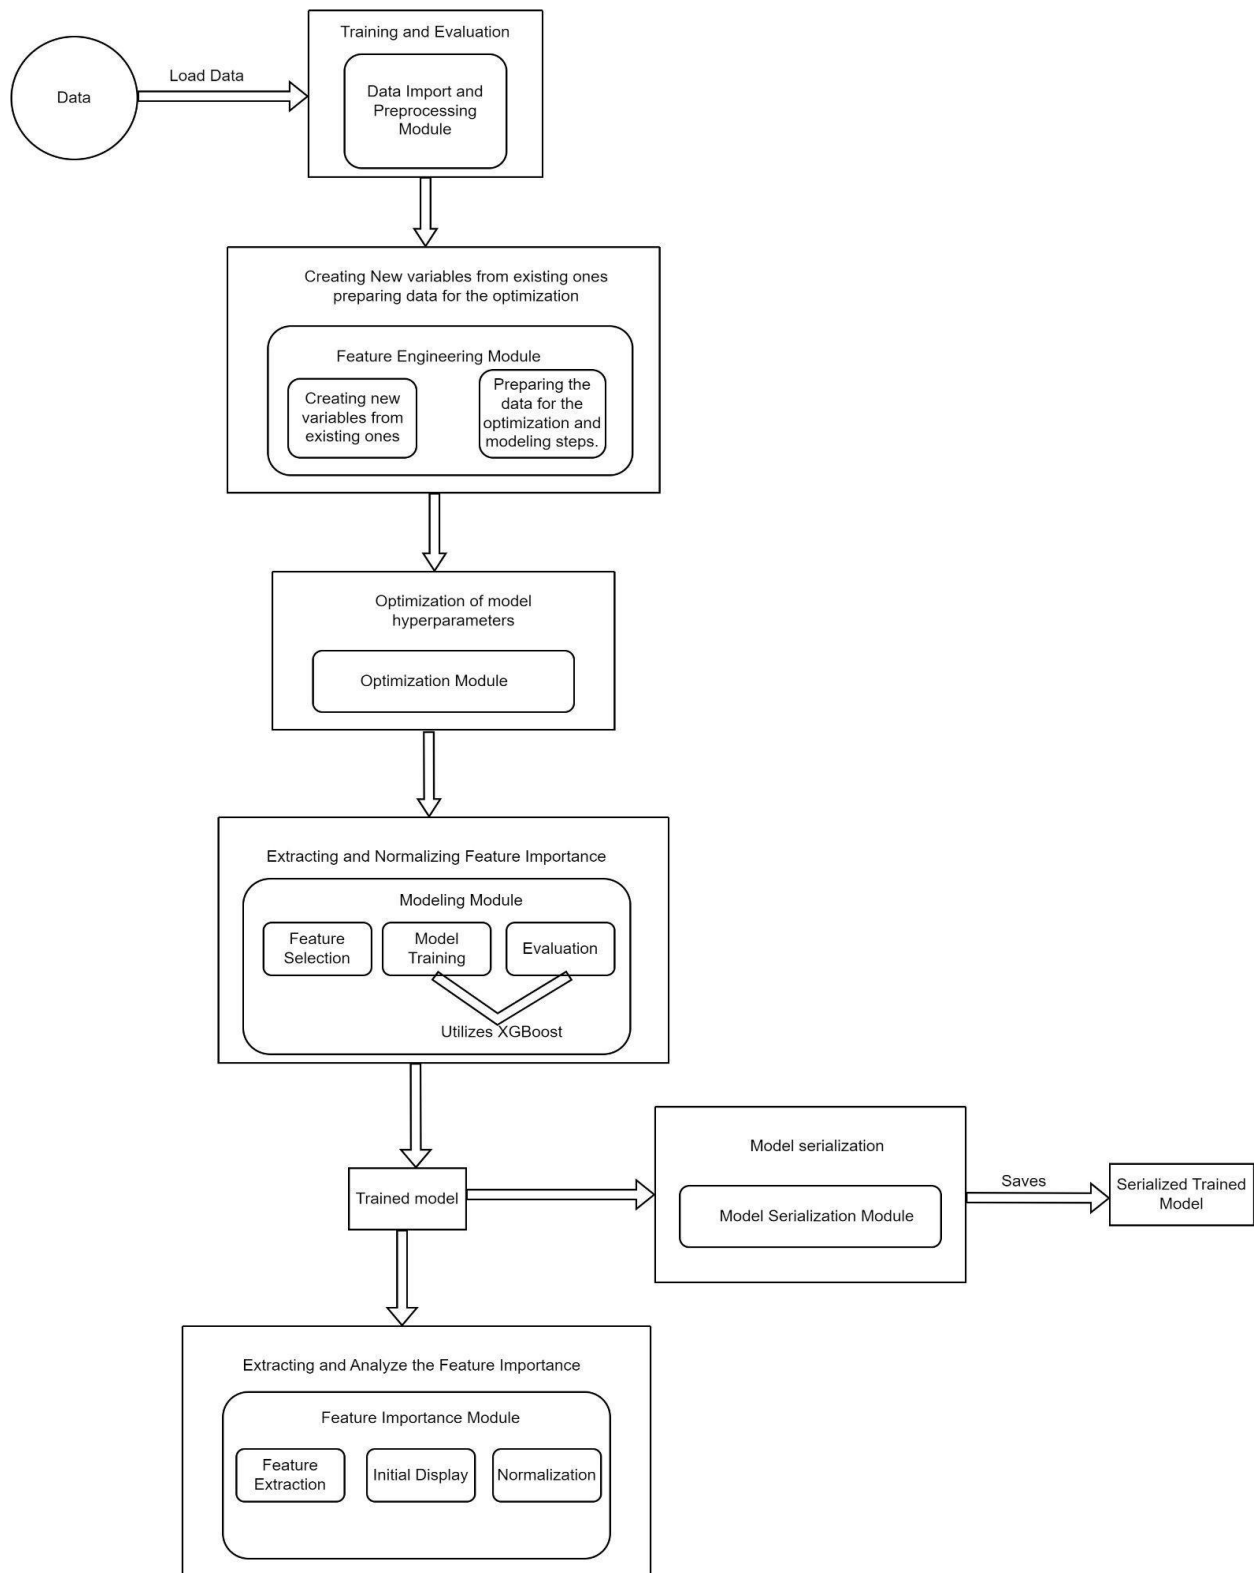 Training and Evaluation
Load Data
Data
Data Import and
Preprocessing
Module
Creating New variables from existing ones
preparing data for the optimization
Feature Engineering Module
Creating new
variables from
existing ones
Preparing the
data for the
optimization and
modeling steps.
Optimization of model
hyperparameters
Optimization Module
Extracting and Normalizing Feature Importance
Modeling Module
Feature
Selection
Model
Training
Evaluation
Utilizes XGBoost
Trained model
Model serialization
Model Serialization Module
Saves
Serialized Trained
Model
Extracting and Analyze the Feature Importance
Feature Importance Module
Feature
Extraction
Initial Display
Normalization